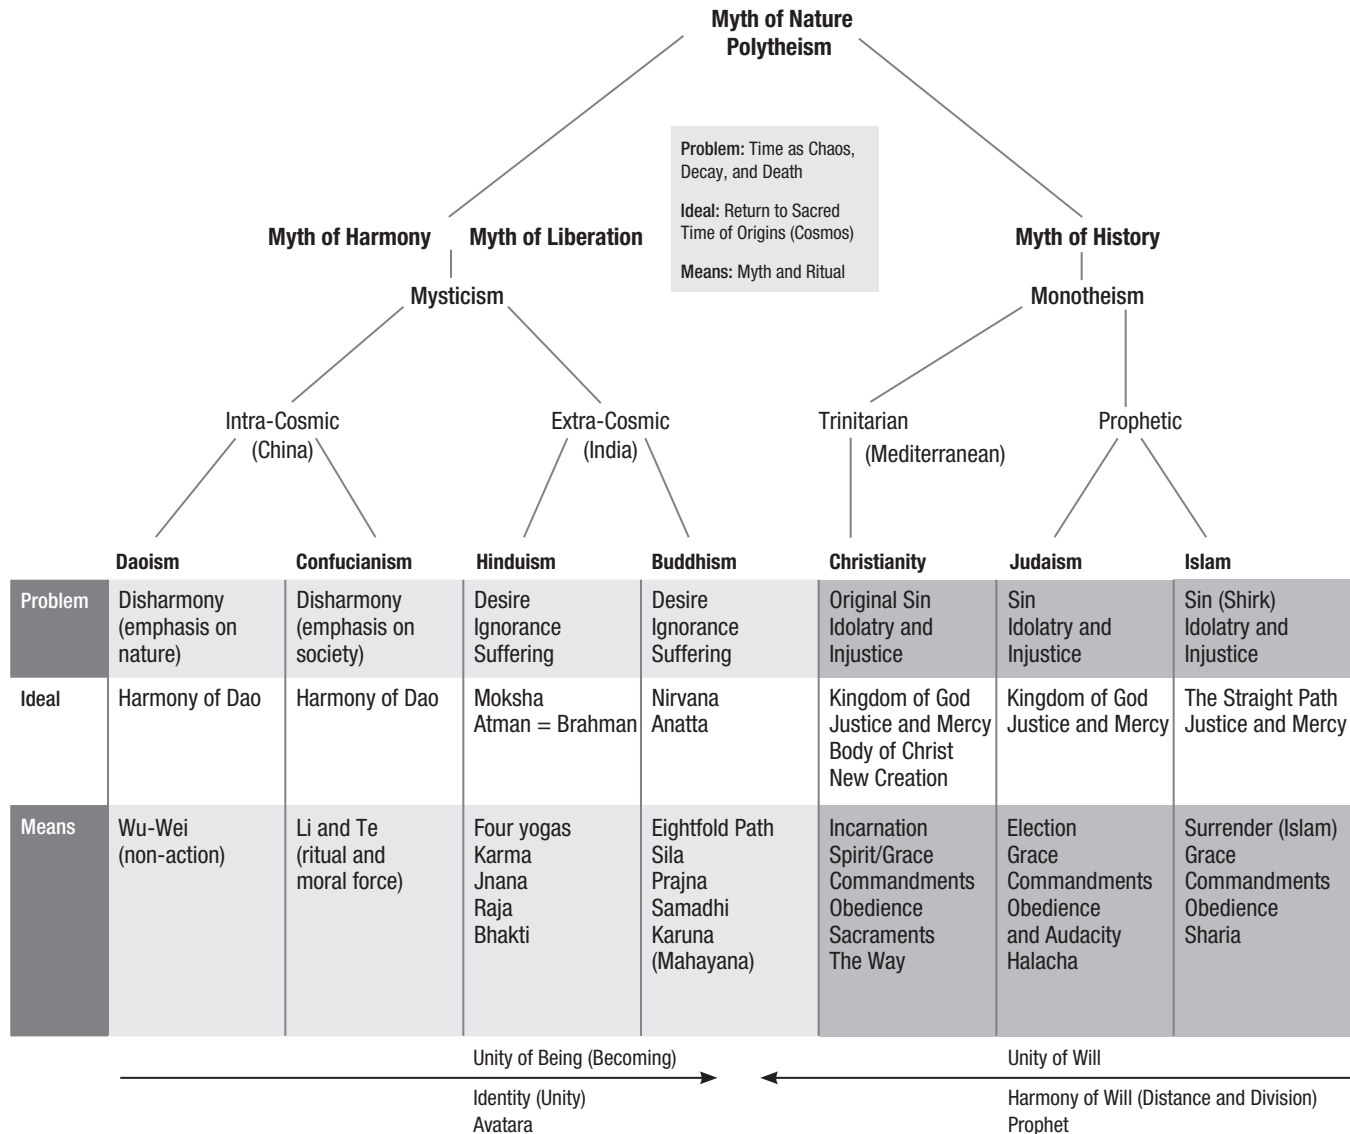 Myth of Nature
Polytheism
Problem: Time as Chaos,
Decay, and Death
Ideal: Return to Sacred
Time of Origins (Cosmos)
Means: Myth and Ritual
Myth of Harmony
Myth of Liberation
Myth of History
Mysticism
Monotheism
Intra-Cosmic
(China)
Extra-Cosmic
(India)
Trinitarian
(Mediterranean)
Prophetic
Daoism
Confucianism
Hinduism
Buddhism
Christianity
Judaism
Islam
Problem
Disharmony
(emphasis on
nature)
Disharmony
(emphasis on
society)
Desire
Ignorance
Suffering
Desire
Ignorance
Suffering
Original Sin
Idolatry and
Injustice
Sin
Idolatry and
Injustice
Sin (Shirk)
Idolatry and
Injustice
Ideal
Harmony of Dao
Harmony of Dao
Moksha
Atman = Brahman
Nirvana
Anatta
Kingdom of God
Justice and Mercy
Body of Christ
New Creation
Kingdom of God
Justice and Mercy
The Straight Path
Justice and Mercy
Means
Wu-Wei
(non-action)
Li and Te
(ritual and
moral force)
Four yogas
Karma
Jnana
Raja
Bhakti
Eightfold Path
Sila
Prajna
Samadhi
Karuna
(Mahayana)
Incarnation
Spirit/Grace
Commandments
Obedience
Sacraments
The Way
Election
Grace
Commandments
Obedience
and Audacity
Halacha
Surrender (Islam)
Grace
Commandments
Obedience
Sharia
Unity of Being (Becoming)
Identity (Unity)
Avatara
Unity of Will
Harmony of Will (Distance and Division)
Prophet